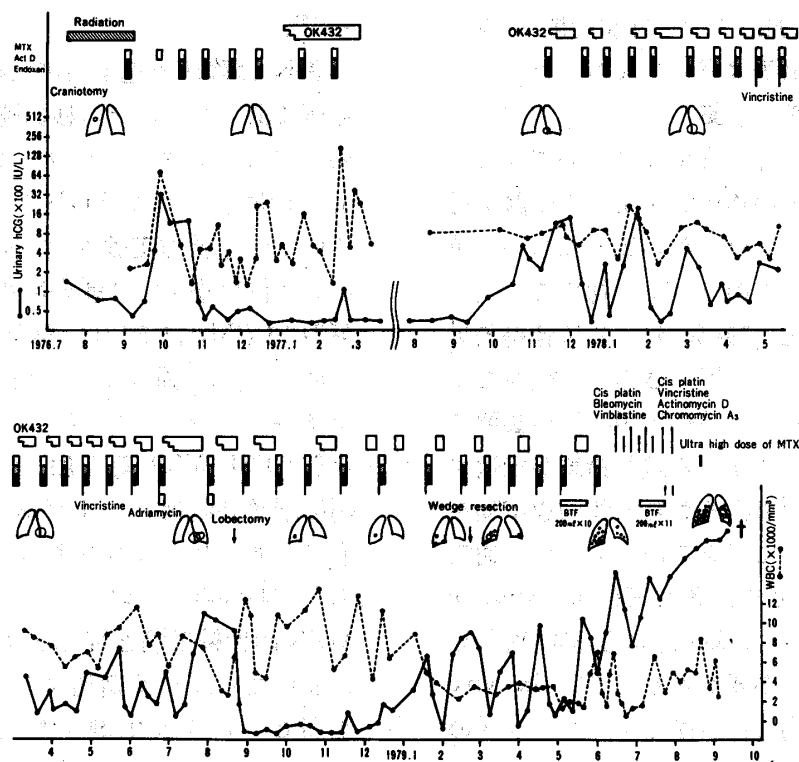 Radiation
OK432
MTX
Act D
Endoxan
Craniotomy
512
256
128
64
32
16
8
4
2
1
0.5
Urinary hCG(×100 IU/L)
1976.7 8 9 10 11 12 1977.1 2 3
OK432
Vincristine
8 9 10 11 12 1978.1 2 3 4 5
OK432
Vincristine
Adriamycin
Lobectomy
Wedge resection
Cis platin
Bleomycin
Vinblastine
Cis platin
Vincristine
Actinomycin D
Chromomycin A₃
Ultra high dose of MTX
BTF
200mℓ×10
BTF
200mℓ×11
WBC(×1000/mm³)
12
10
8
6
4
2
0
4 5 6 7 8 9 10 11 12 1979.1 2 3 4 5 6 7 8 9 10